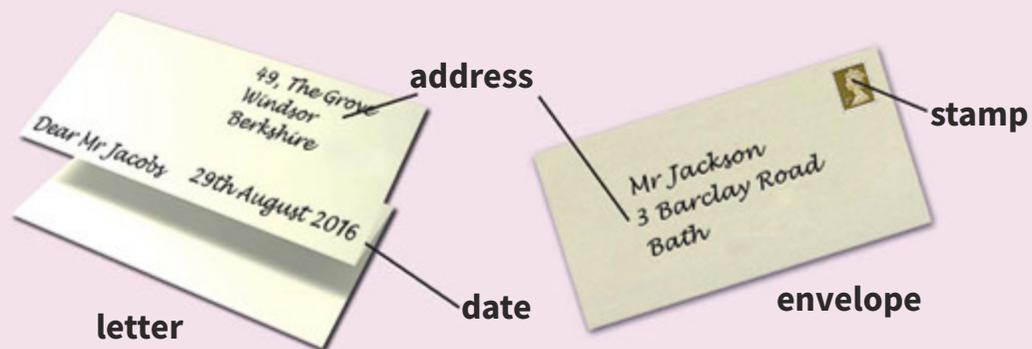 49, The Grove
Windsor
Berkshire
Dear Mr Jacobs
29th August 2016
letter
address
date
Mr Jackson
3 Barclay Road
Bath
stamp
envelope